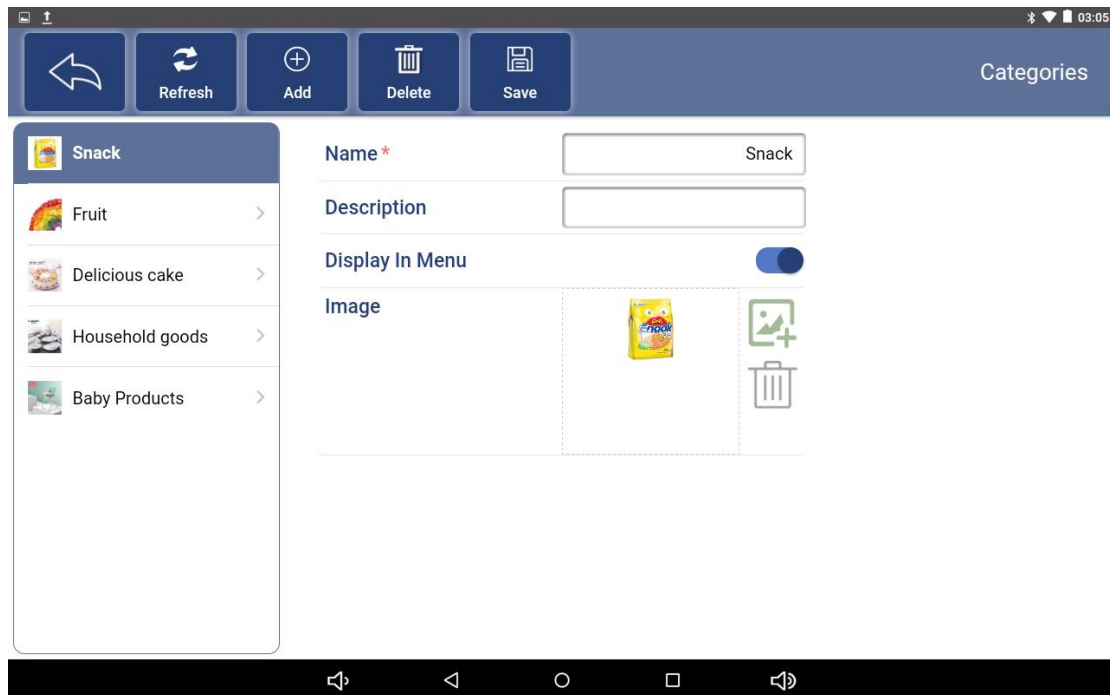 03:05
Refresh
Add
Delete
Save
Categories
Snack
Fruit
Delicious cake
Household goods
Baby Products
Name *
Snack
Description
Display In Menu
Image
Enaak